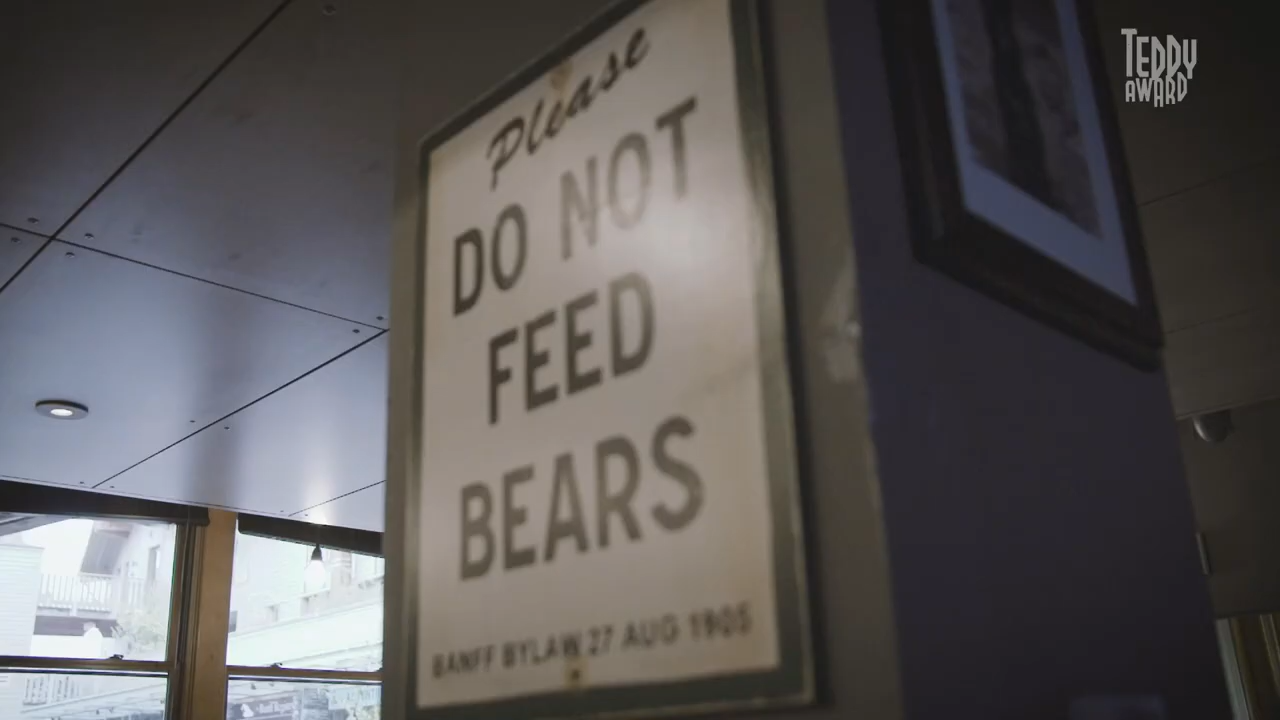 Please
DO NOT
FEED
BEARS
BANFF BYLAW 27 AUG 1905
TEDDY
AWARD